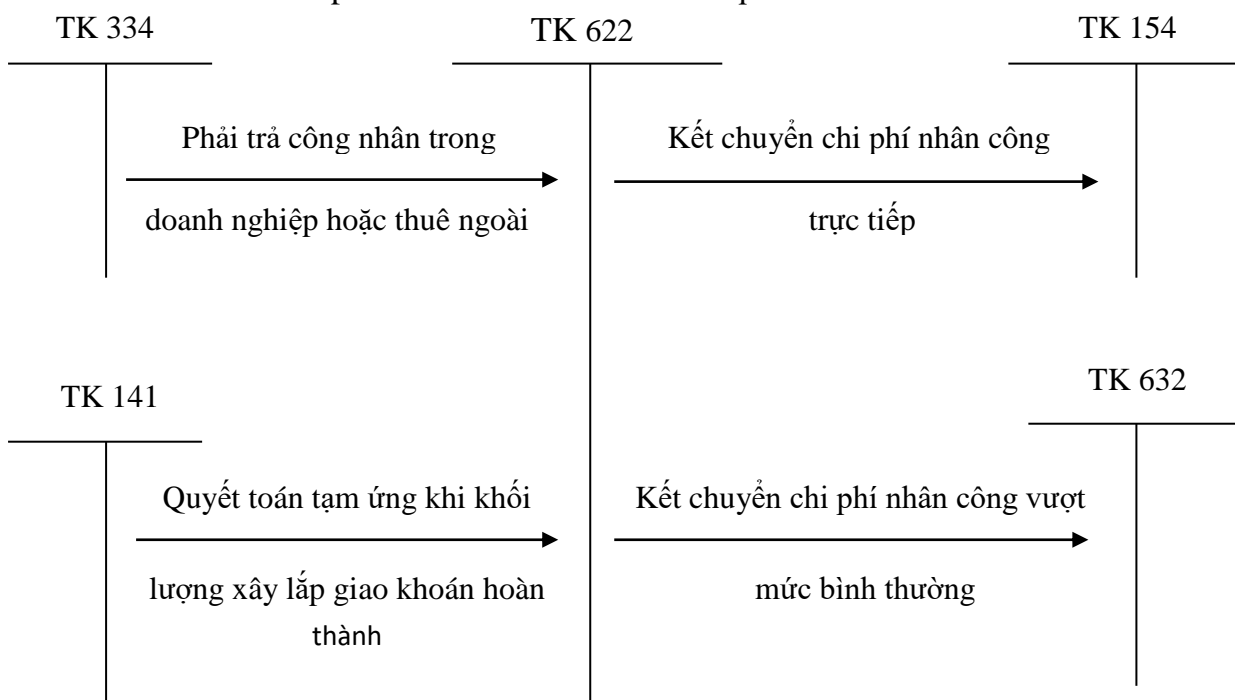 TK 334
TK 622
TK 154
Phải trả công nhân trong
doanh nghiệp hoặc thuê ngoài
Kết chuyển chi phí nhân công
trực tiếp
TK 141
TK 632
Quyết toán tạm ứng khi khối
lượng xây lắp giao khoán hoàn
thành
Kết chuyển chi phí nhân công vượt
mức bình thường